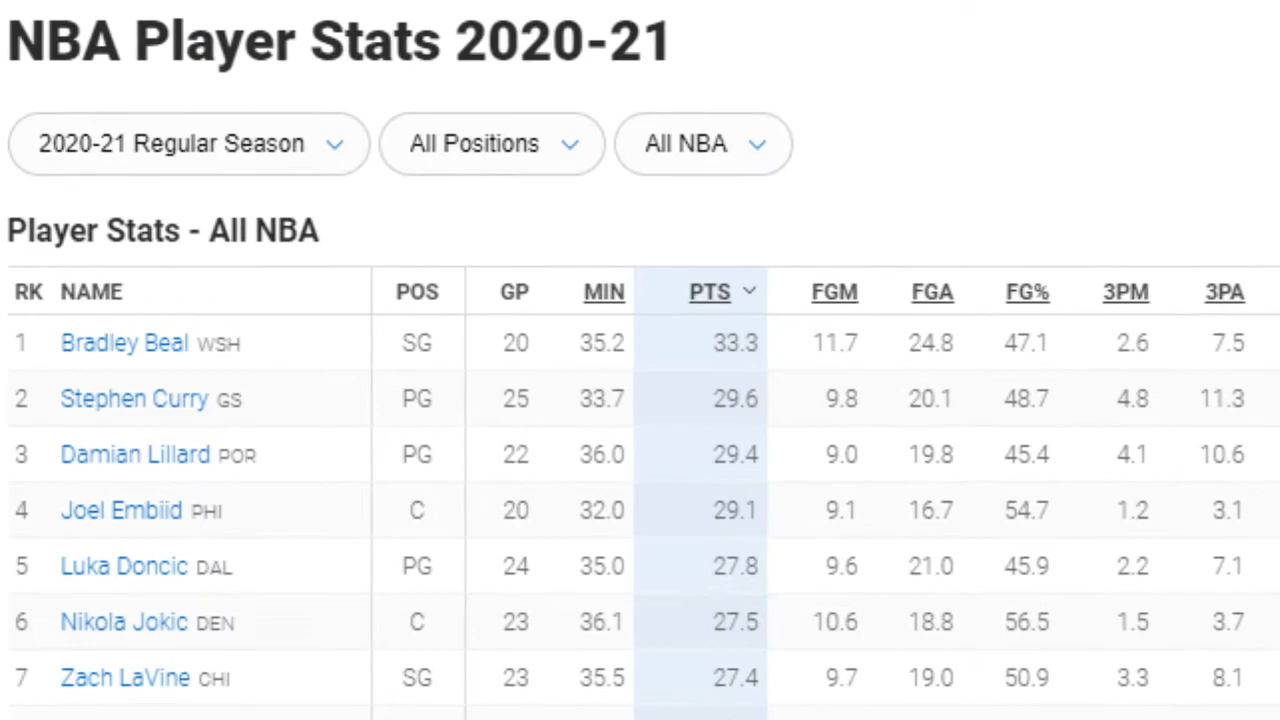 NBA Player Stats 2020-21
2020-21 Regular Season All Positions All NBA
Player Stats - All NBA
RK NAME POS GP MIN PTS FGM FGA FG% 3PM 3PA
1 Bradley Beal WSH SG 20 35.2 33.3 11.7 24.8 47.1 2.6 7.5
2 Stephen Curry GS PG 25 33.7 29.6 9.8 20.1 48.7 4.8 11.3
3 Damian Lillard POR PG 22 36.0 29.4 9.0 19.8 45.4 4.1 10.6
4 Joel Embiid PHI C 20 32.0 29.1 9.1 16.7 54.7 1.2 3.1
5 Luka Doncic DAL PG 24 35.0 27.8 9.6 21.0 45.9 2.2 7.1
6 Nikola Jokic DEN C 23 36.1 27.5 10.6 18.8 56.5 1.5 3.7
7 Zach LaVine CHI SG 23 35.5 27.4 9.7 19.0 50.9 3.3 8.1